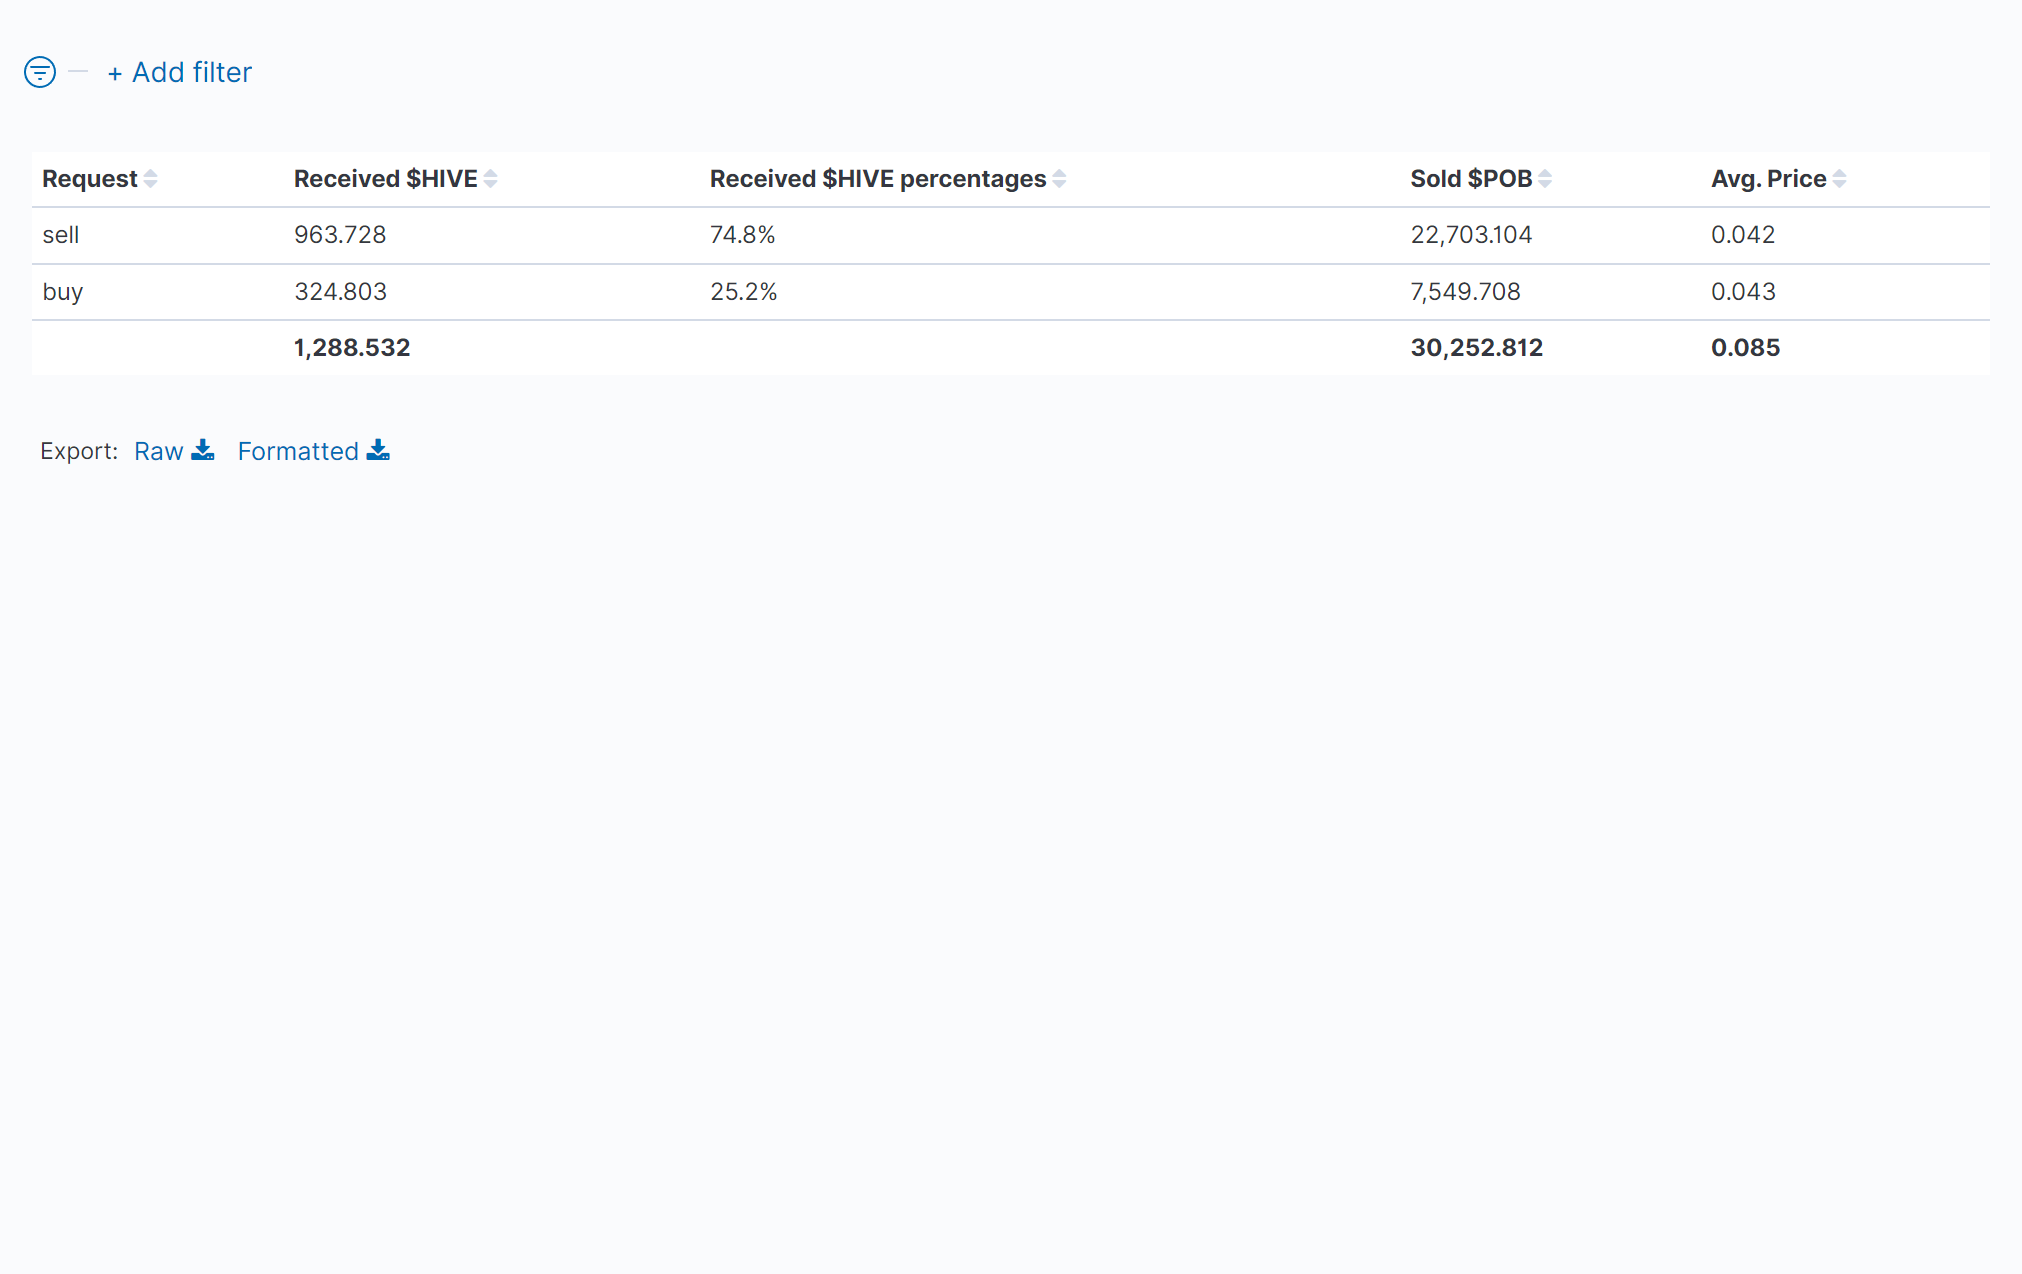 + Add filter
Request Received $HIVE Received $HIVE percentages Sold $POB Avg. Price
sell 963.728 74.8% 22,703.104 0.042
buy 324.803 25.2% 7,549.708 0.043
1,288.532 30,252.812 0.085
Export: Raw Formatted